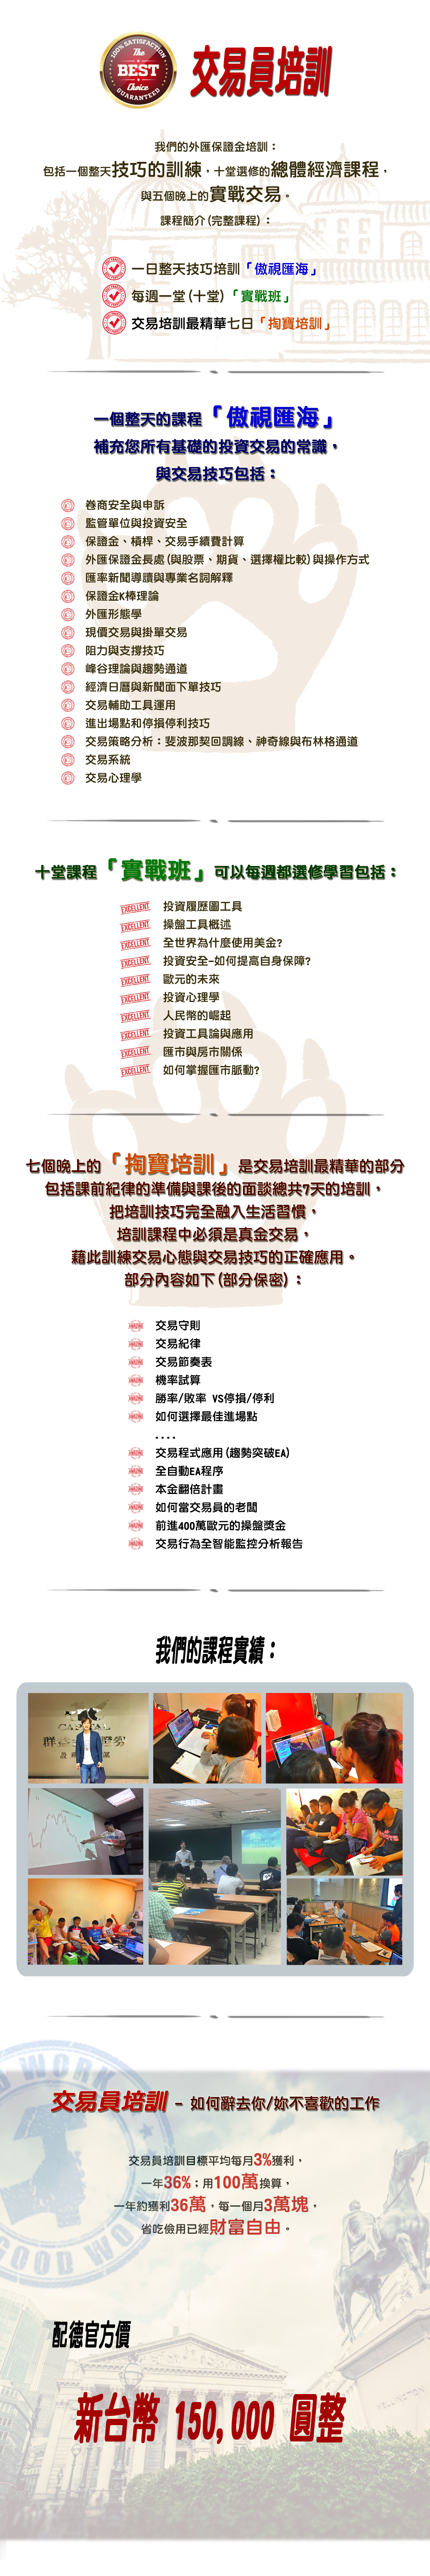 100% SATISFACTION
The
BEST
Choice
GUARANTEED
交易員培訓
我們的外匯保證金培訓：
包括一個整天技巧的訓練，十堂選修的總體經濟課程，
與五個晚上的實戰交易。
課程簡介(完整課程)：
一日整天技巧培訓「傲視匯海」
每週一堂(十堂)「實戰班」
交易培訓最精華七日「掏寶培訓」
一個整天的課程「傲視匯海」
補充您所有基礎的投資交易的常識，
與交易技巧包括：
卷商安全與申訴
監管單位與投資安全
保證金、槓桿、交易手續費計算
外匯保證金長處(與股票、期貨、選擇權比較)與操作方式
匯率新聞導讀與專業名詞解釋
保證金K棒理論
外匯形態學
現價交易與掛單交易
阻力與支撐技巧
峰谷理論與趨勢通道
經濟日曆與新聞面下單技巧
交易輔助工具運用
進出場點和停損停利技巧
交易策略分析：斐波那契回調線、神奇線與布林格通道
交易系統
交易心理學
十堂課程「實戰班」可以每週都選修學習包括：
EXCELLENT 投資履歷圖工具
EXCELLENT 操盤工具概述
EXCELLENT 全世界為什麼使用美金?
EXCELLENT 投資安全-如何提高自身保障?
EXCELLENT 歐元的未來
EXCELLENT 投資心理學
EXCELLENT 人民幣的崛起
EXCELLENT 投資工具論與應用
EXCELLENT 匯市與房市關係
EXCELLENT 如何掌握匯市脈動?
七個晚上的「掏寶培訓」是交易培訓最精華的部分
包括課前紀律的準備與課後的面談總共7天的培訓，
把培訓技巧完全融入生活習慣，
培訓課程中必須是真金交易，
藉此訓練交易心態與交易技巧的正確應用。
部分內容如下(部分保密)：
交易守則
交易紀律
交易節奏表
機率試算
勝率/敗率 VS停損/停利
如何選擇最佳進場點
....
交易程式應用(趨勢突破EA)
全自動EA程序
本金翻倍計畫
如何當交易員的老闆
前進400萬歐元的操盤獎金
交易行為全智能監控分析報告
我們的課程實績：
CAPITAL
交易員培訓 - 如何辭去你/妳不喜歡的工作
交易員培訓目標平均每月3%獲利，
一年36%；用100萬換算，
一年約獲利36萬，每一個月3萬塊，
省吃儉用已經財富自由。
WORK
GOOD WO
配德官方價
新台幣 150,000 圓整